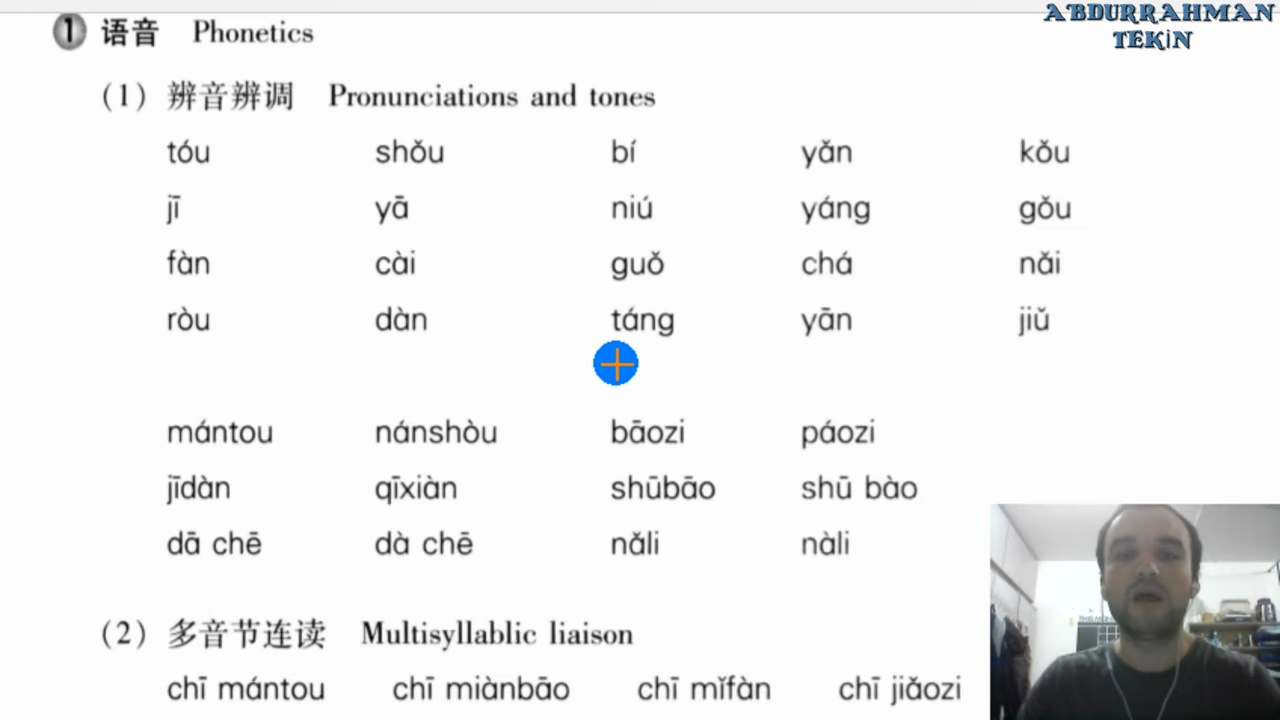 1 语音 Phonetics
ABDURRAHMAN
TEKİN
(1) 辨音辨调 Pronunciations and tones
tóu shǒu bí yǎn kǒu
jī yā niú yáng gǒu
fàn cài guǒ chá nǎi
ròu dàn táng yān jiǔ
mántou nánshòu bāozi páozi
jīdàn qīxiàn shūbāo shū bào
dā chē dà chē nǎli nàli
(2) 多音节连读 Multisyllablic liaison
chī mántou chī miànbāo chī mǐfàn chī jiǎozi